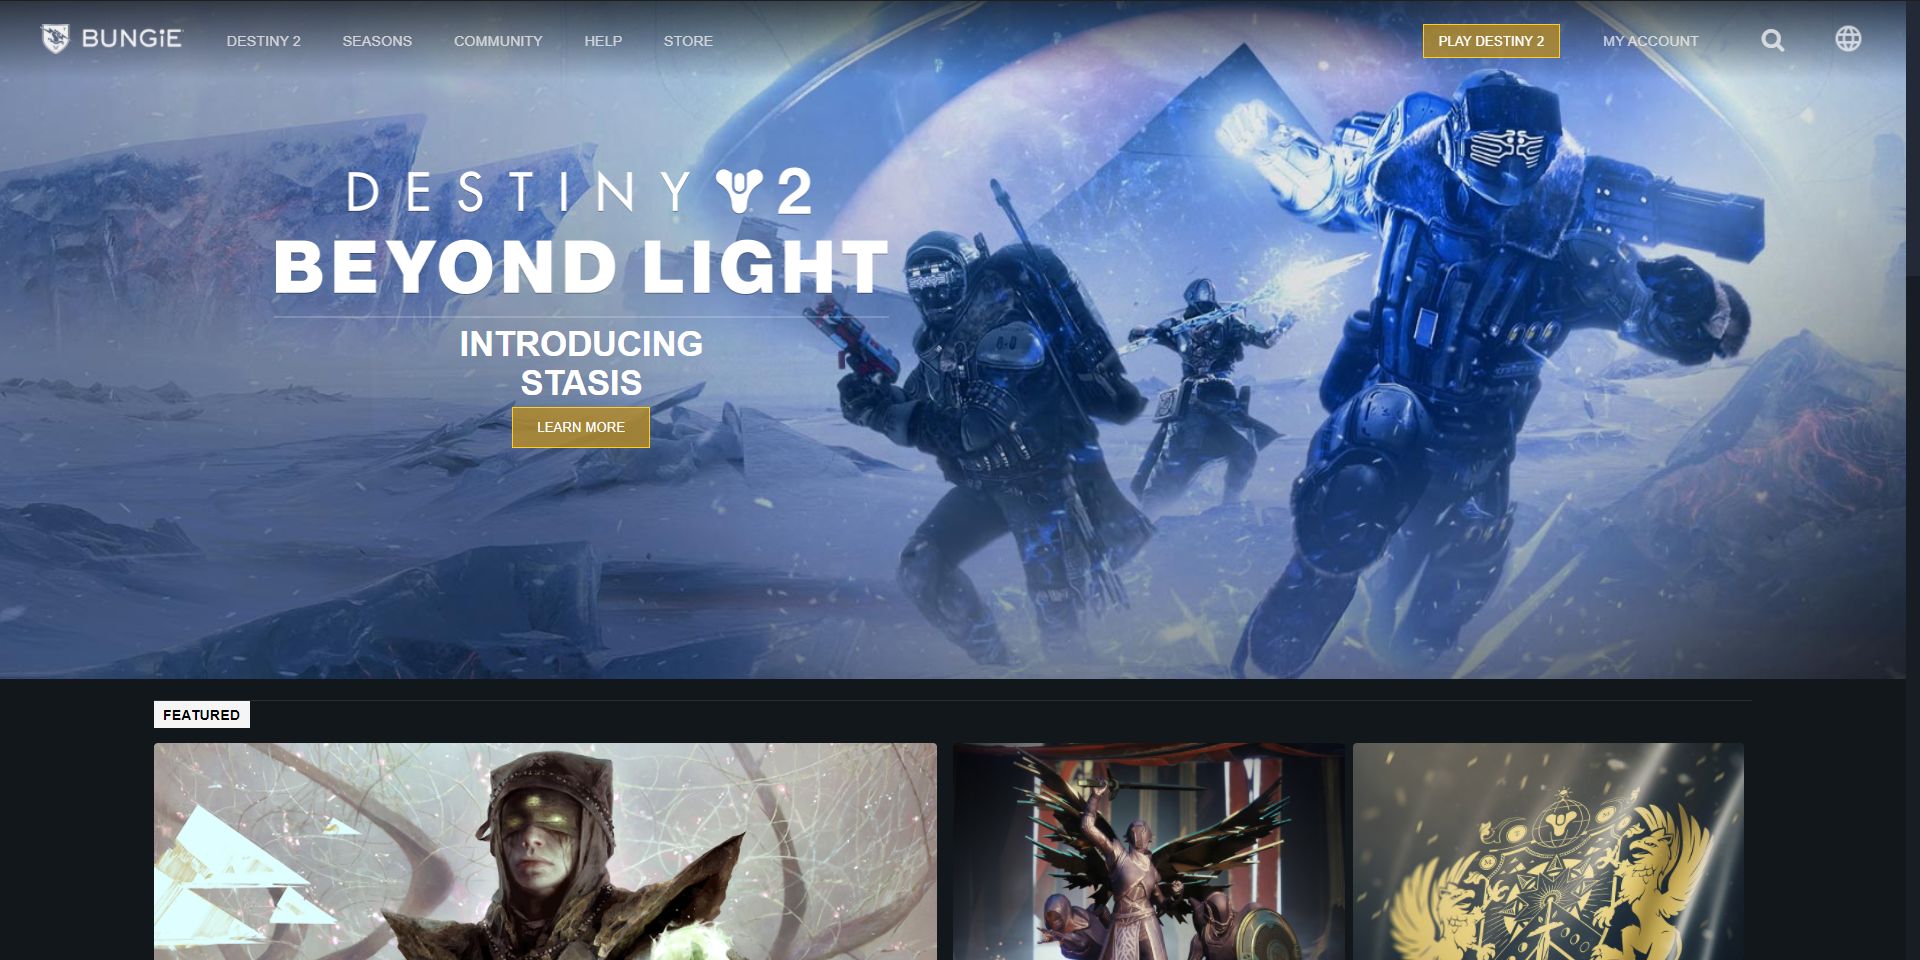 BUNGiE
DESTINY 2
SEASONS
COMMUNITY
HELP
STORE
PLAY DESTINY 2
MY ACCOUNT
DESTINY 2
BEYOND LIGHT
INTRODUCING
STASIS
LEARN MORE
FEATURED